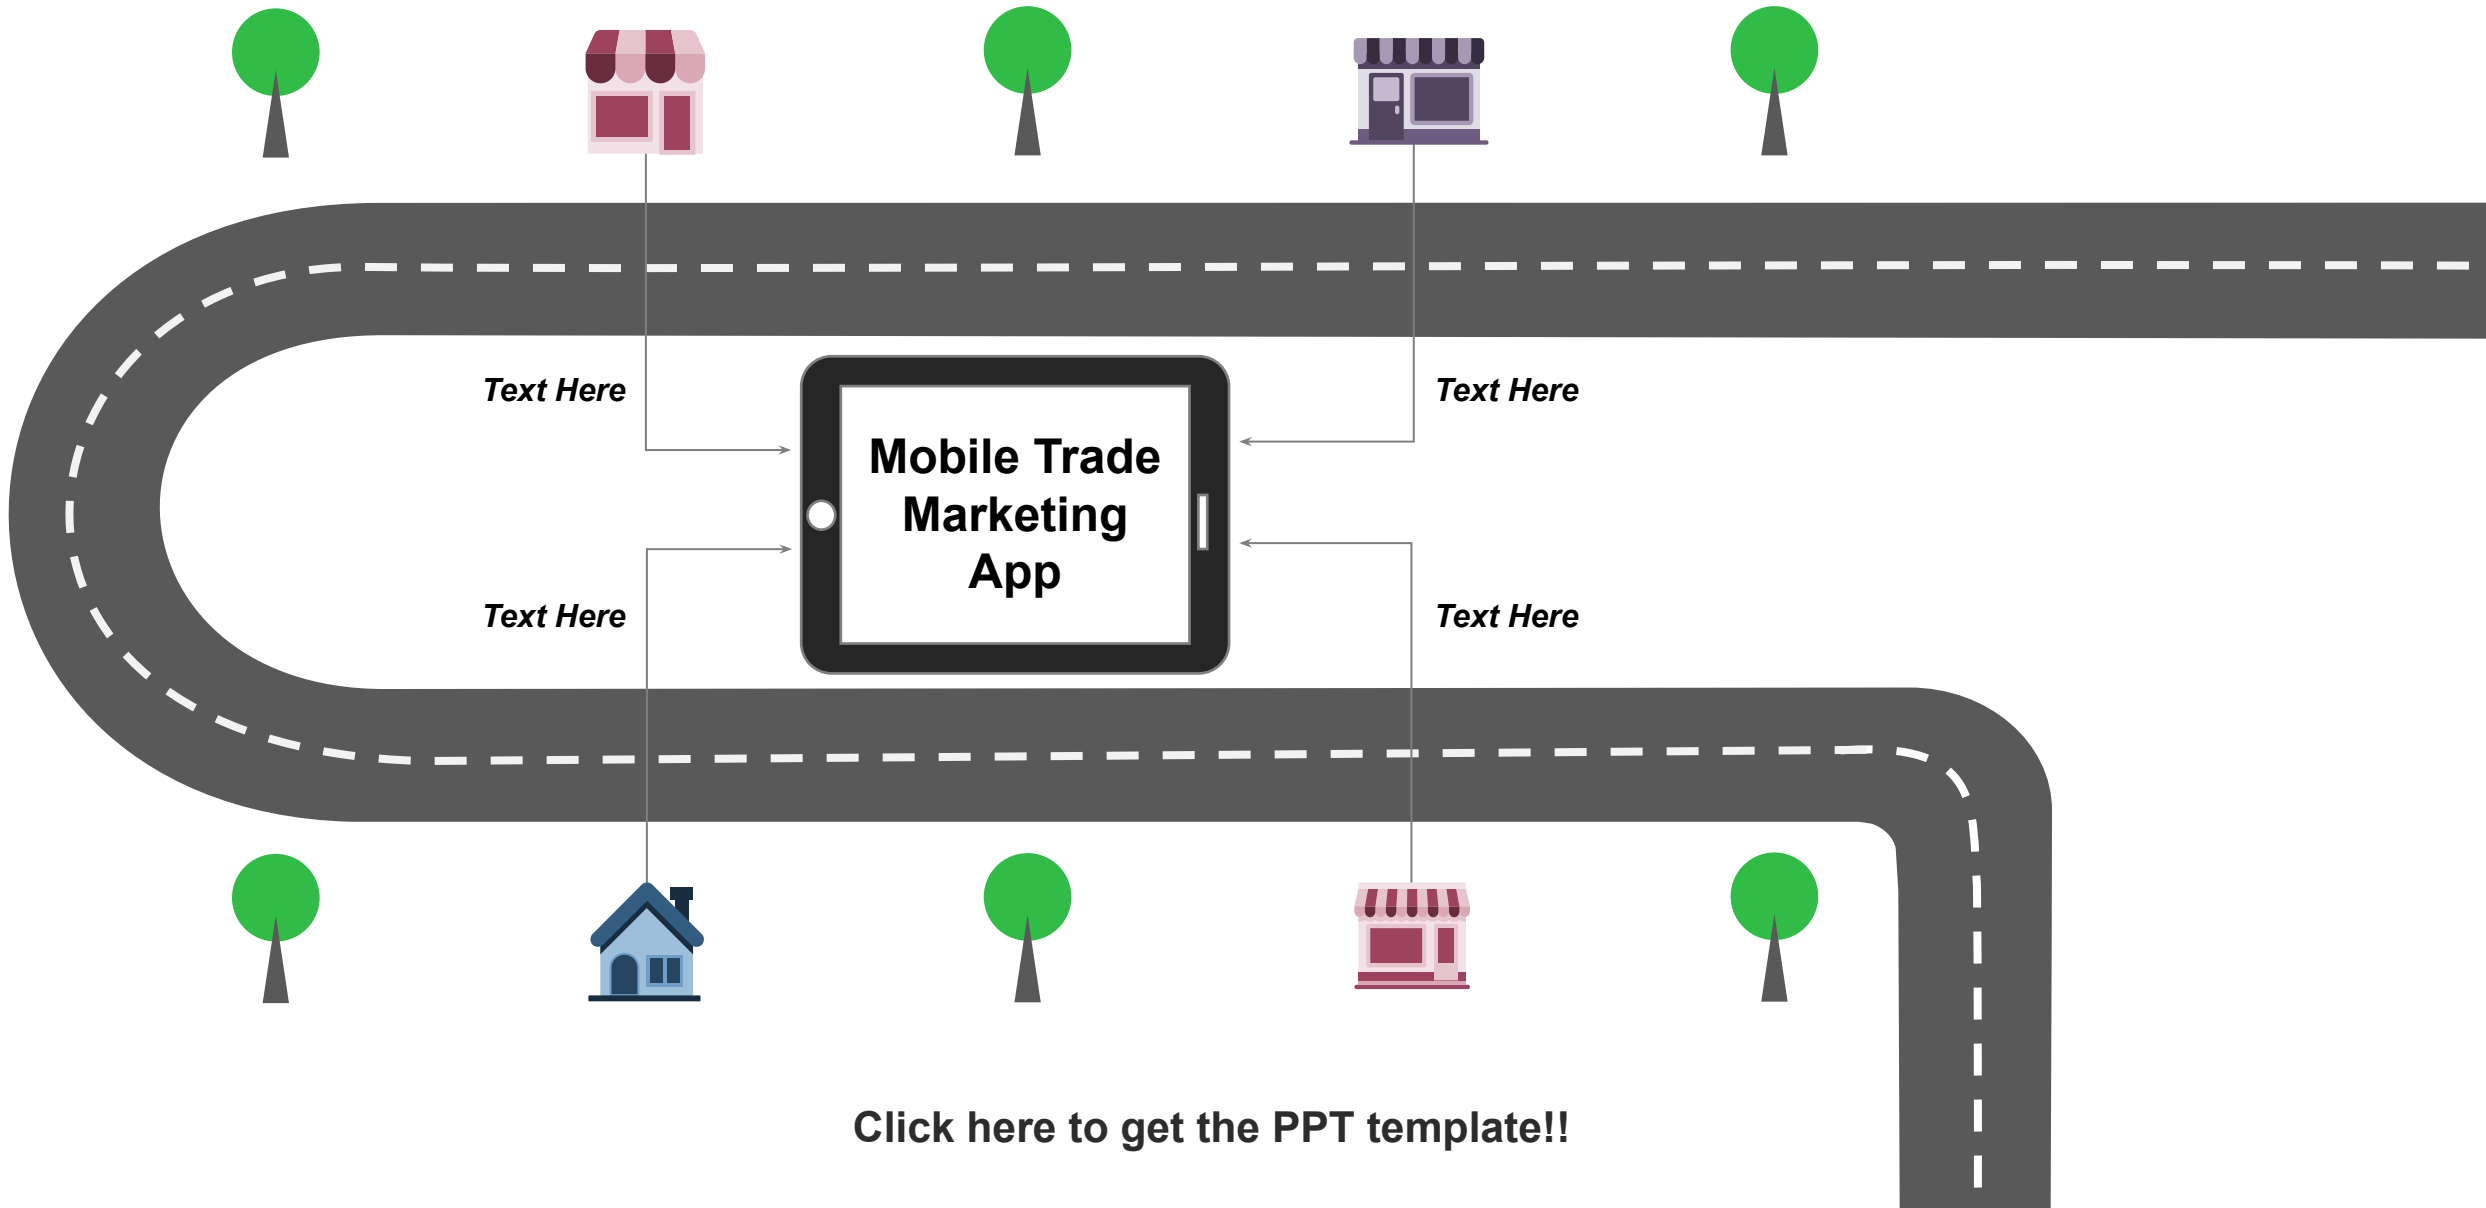 Text Here
Text Here
Mobile Trade
Marketing
App
Text Here
Text Here
Click here to get the PPT template!!